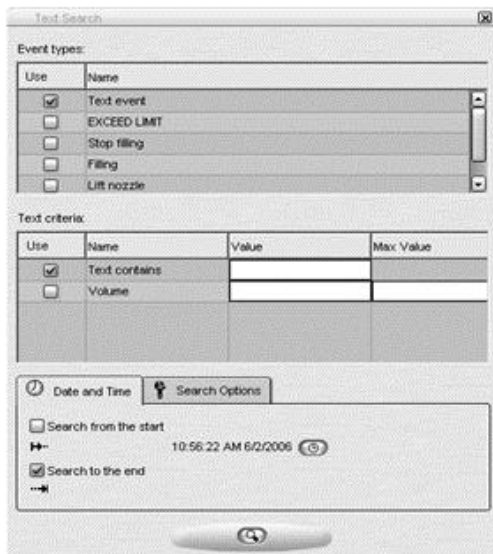 Text Search
Event types:
Use Name
Text event
EXCEED LIMIT
Stop filling
Filling
Lift nozzle
Text criteria:
Use Name Value Max Value
Text contains
Volume
Date and Time Search Options
Search from the start
10:56:22 AM 6/2/2006
Search to the end